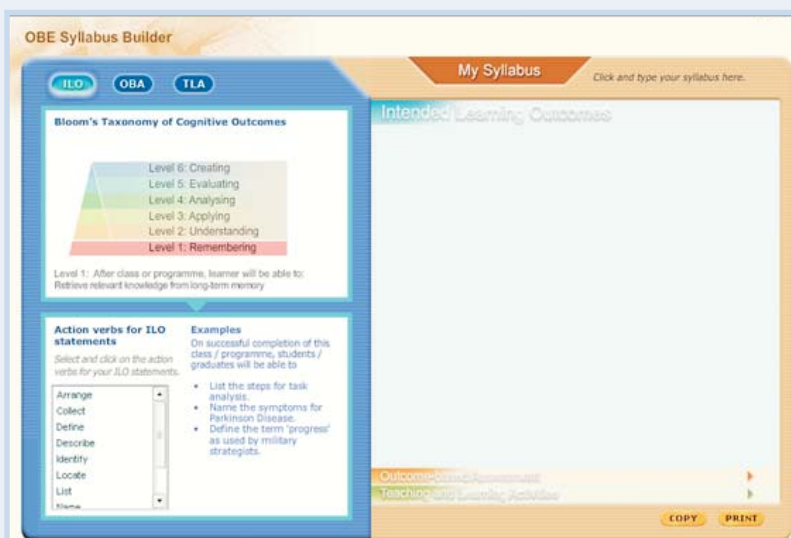 OBE Syllabus Builder
ILO
OBA
TLA
My Syllabus
Click and type your syllabus here.
Bloom's Taxonomy of Cognitive Outcomes
Level 6: Creating
Level 5: Evaluating
Level 4: Analysing
Level 3: Applying
Level 2: Understanding
Level 1: Remembering
Level 1: After class or programme, learner will be able to:
Retrieve relevant knowledge from long-term memory
Action verbs for ILO
statements
Select and click on the action
verbs for your ILO statements.
Arrange
Collect
Define
Describe
Identify
Locate
List
Name
Examples
On successful completion of this
class / programme, students /
graduates will be able to
• List the steps for task
analysis.
• Name the symptoms for
Parkinson Disease.
• Define the term 'progress'
as used by military
strategists.
Intended Learning Outcomes
Outcome-based Assessment
Teaching and Learning Activities
COPY
PRINT